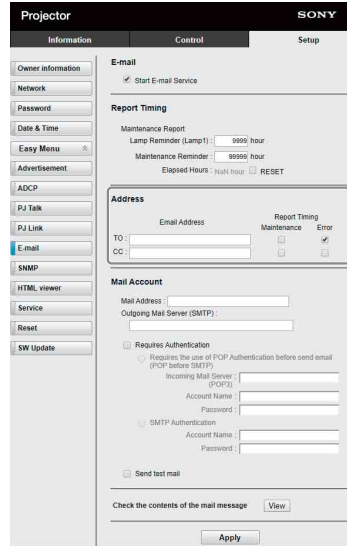 Projector
SONY
Information
Control
Setup
Owner information
Network
Password
Date & Time
Easy Menu
Advertisement
ADCP
PJ Talk
PJ Link
E-mail
SNMP
HTML viewer
Service
Reset
SW Update
E-mail
Start E-mail Service
Report Timing
Maintenance Report
Lamp Reminder (Lamp1) : 9999 hour
Maintenance Reminder : 99999 hour
Elapsed Hours : NaN hour RESET
Address
Email Address
Report Timing
Maintenance Error
TO :
CC :
Mail Account
Mail Address :
Outgoing Mail Server (SMTP) :
Requires Authentication
Requires the use of POP Authentication before send email
(POP before SMTP)
Incoming Mail Server :
(POP3)
Account Name :
Password :
SMTP Authentication
Account Name :
Password :
Send test mail
Check the contents of the mail message View
Apply